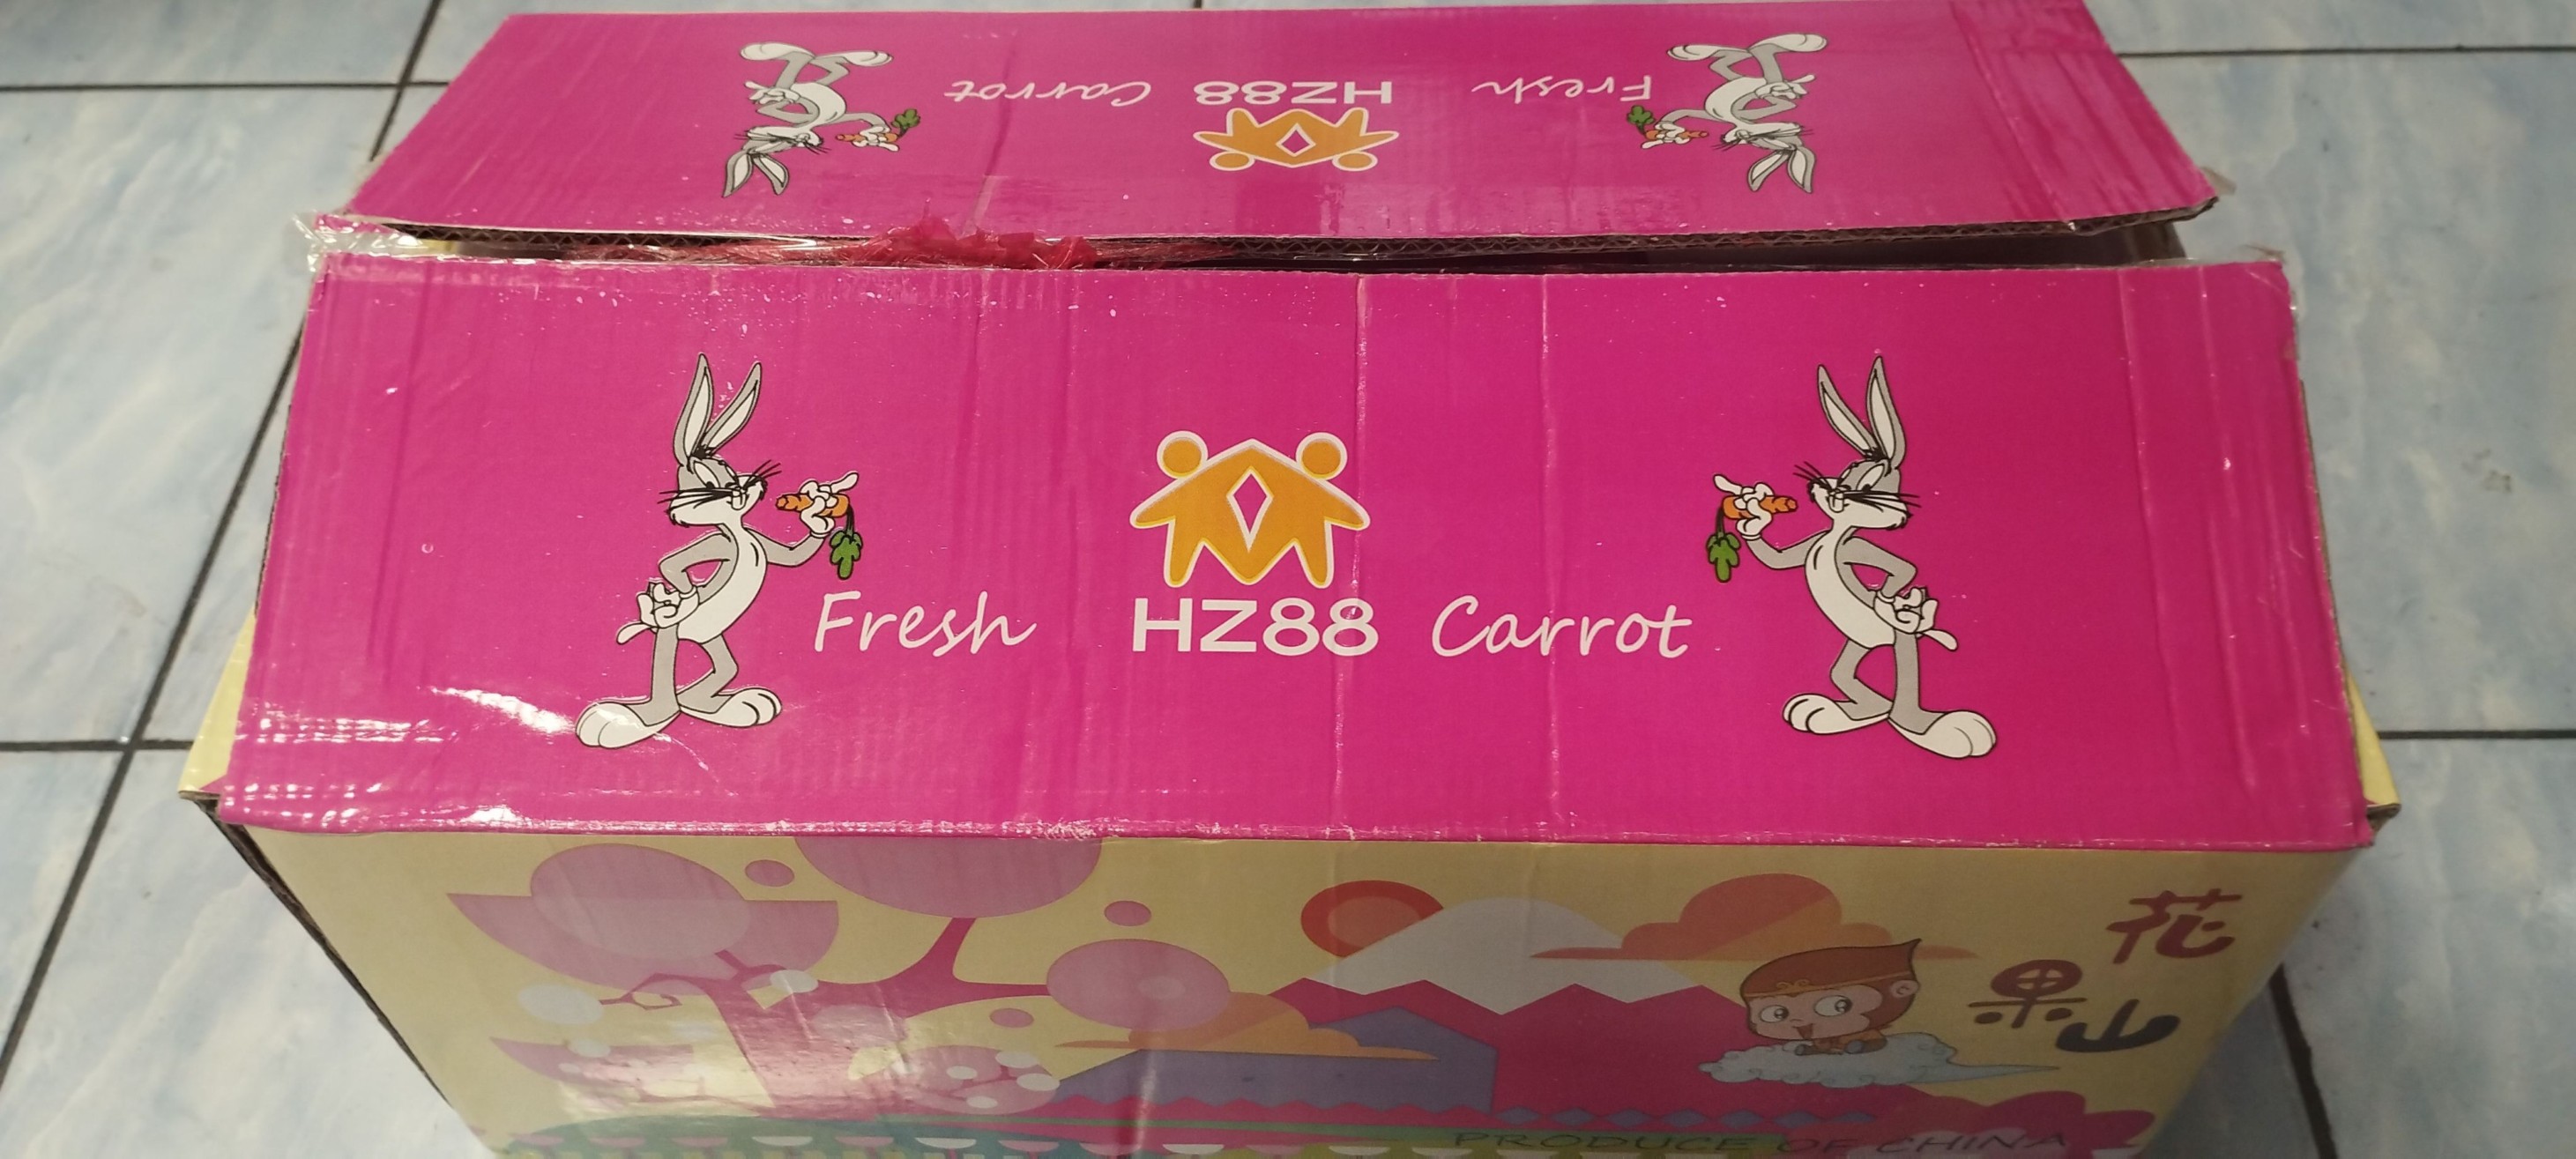 Fresh HZ88 Carrot
Fresh HZ88 Carrot
花
果山
PRODUCE OF CHINA